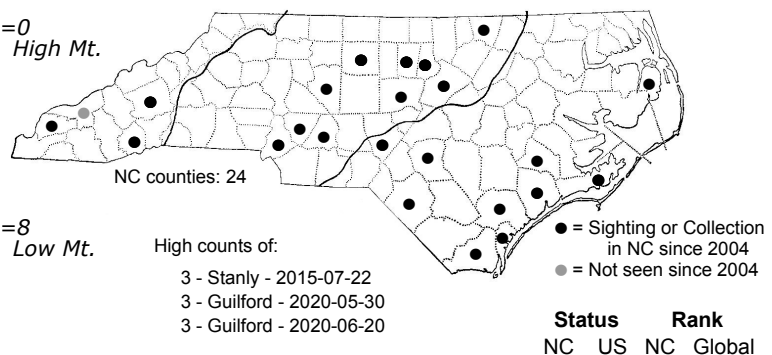 =0
High Mt.
NC counties: 24
=8
Low Mt.
High counts of:
3 - Stanly - 2015-07-22
3 - Guilford - 2020-05-30
3 - Guilford - 2020-06-20
= Sighting or Collection
in NC since 2004
= Not seen since 2004
Status Rank
NC US NC Global